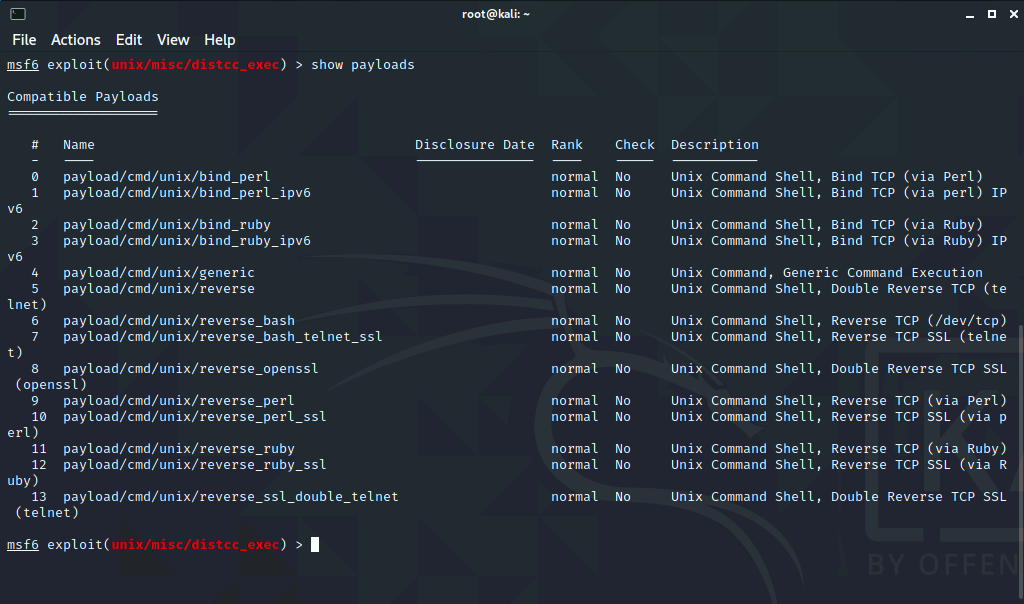 root@kali: ~
File Actions Edit View Help
msf6 exploit(unix/misc/distcc_exec) > show payloads
Compatible Payloads
===================
# Name Disclosure Date Rank Check Description
- ---- --------------- ---- ----- -----------
0 payload/cmd/unix/bind_perl normal No Unix Command Shell, Bind TCP (via Perl)
1 payload/cmd/unix/bind_perl_ipv6 normal No Unix Command Shell, Bind TCP (via perl) IP
v6
2 payload/cmd/unix/bind_ruby normal No Unix Command Shell, Bind TCP (via Ruby)
3 payload/cmd/unix/bind_ruby_ipv6 normal No Unix Command Shell, Bind TCP (via Ruby) IP
v6
4 payload/cmd/unix/generic normal No Unix Command, Generic Command Execution
5 payload/cmd/unix/reverse normal No Unix Command Shell, Double Reverse TCP (te
lnet)
6 payload/cmd/unix/reverse_bash normal No Unix Command Shell, Reverse TCP (/dev/tcp)
7 payload/cmd/unix/reverse_bash_telnet_ssl normal No Unix Command Shell, Reverse TCP SSL (telne
t)
8 payload/cmd/unix/reverse_openssl normal No Unix Command Shell, Double Reverse TCP SSL
(openssl)
9 payload/cmd/unix/reverse_perl normal No Unix Command Shell, Reverse TCP (via Perl)
10 payload/cmd/unix/reverse_perl_ssl normal No Unix Command Shell, Reverse TCP SSL (via p
erl)
11 payload/cmd/unix/reverse_ruby normal No Unix Command Shell, Reverse TCP (via Ruby)
12 payload/cmd/unix/reverse_ruby_ssl normal No Unix Command Shell, Reverse TCP SSL (via R
uby)
13 payload/cmd/unix/reverse_ssl_double_telnet normal No Unix Command Shell, Double Reverse TCP SSL
(telnet)
msf6 exploit(unix/misc/distcc_exec) >
BY OFFEN